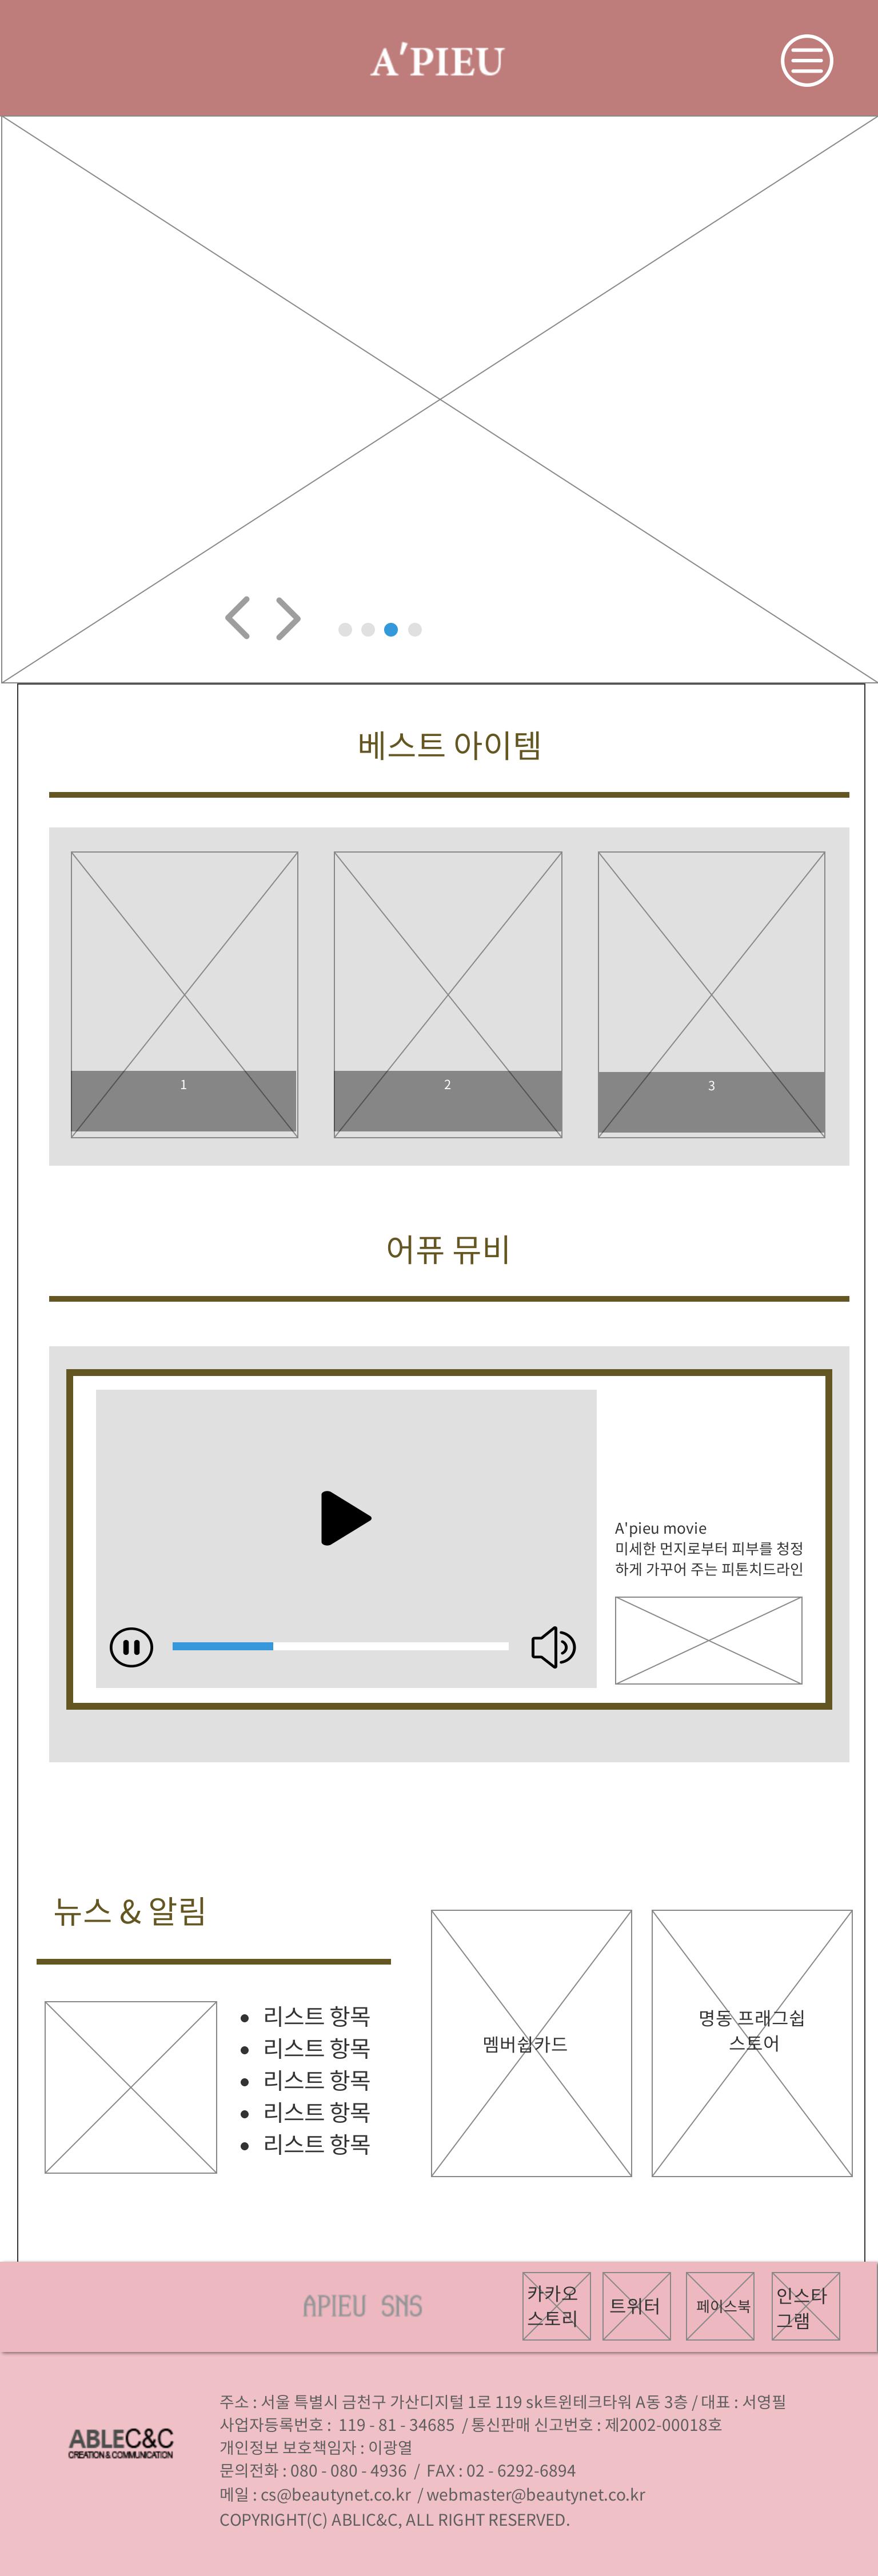 A'PIEU
베스트 아이템
1
2
3
어퓨 뮤비
A'pieu movie
미세한 먼지로부터 피부를 청정
하게 가꾸어 주는 피톤치드라인
뉴스 & 알림
리스트 항목
리스트 항목
리스트 항목
리스트 항목
리스트 항목
멤버쉽카드
명동 프래그쉽
스토어
APIEU SNS
카카오
스토리
트위터
페이스북
인스타
그램
ABLEC&C
CREATION & COMMUNICATION
주소 : 서울 특별시 금천구 가산디지털 1로 119 sk트윈테크타워 A동 3층 / 대표 : 서영필
사업자등록번호 : 119 - 81 - 34685 / 통신판매 신고번호 : 제2002-00018호
개인정보 보호책임자 : 이광열
문의전화 : 080 - 080 - 4936 / FAX : 02 - 6292-6894
메일 : cs@beautynet.co.kr / webmaster@beautynet.co.kr
COPYRIGHT(C) ABLIC&C, ALL RIGHT RESERVED.